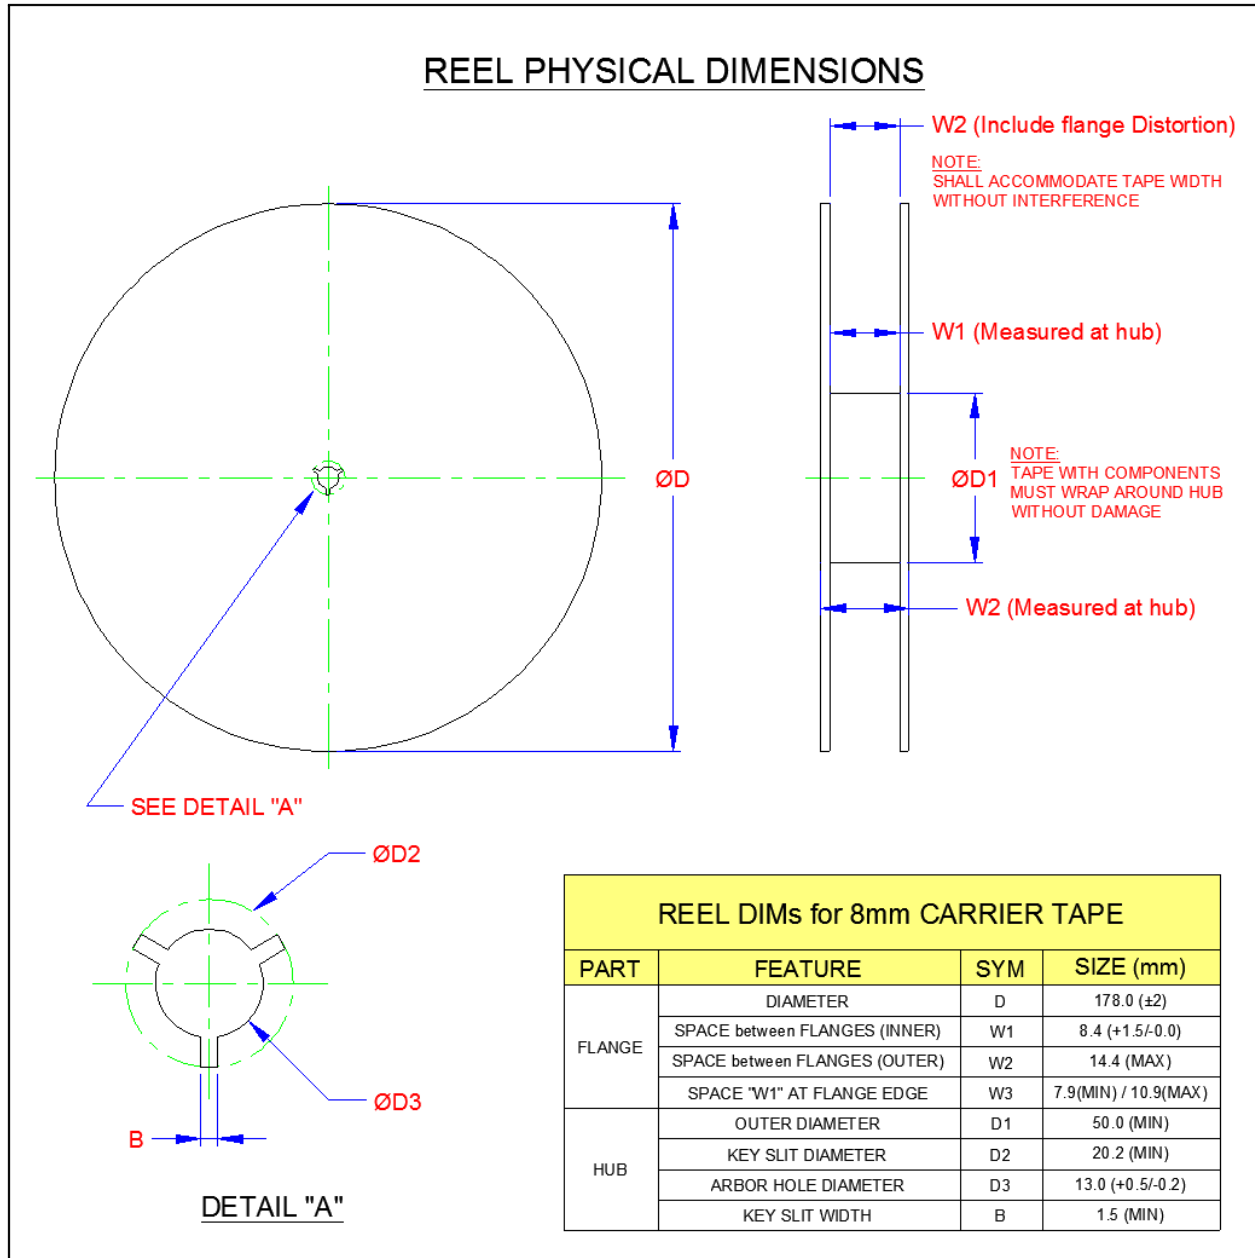 REEL PHYSICAL DIMENSIONS
W2 (Include flange Distortion)
NOTE:
SHALL ACCOMMODATE TAPE WIDTH
WITHOUT INTERFERENCE
W1 (Measured at hub)
ØD
ØD1
NOTE:
TAPE WITH COMPONENTS
MUST WRAP AROUND HUB
WITHOUT DAMAGE
W2 (Measured at hub)
SEE DETAIL "A"
ØD2
ØD3
B
DETAIL "A"
REEL DIMs for 8mm CARRIER TAPE
PART FEATURE SYM SIZE (mm)
FLANGE
DIAMETER D 178.0 (±2)
SPACE between FLANGES (INNER) W1 8.4 (+1.5/-0.0)
SPACE between FLANGES (OUTER) W2 14.4 (MAX)
SPACE "W1" AT FLANGE EDGE W3 7.9(MIN) / 10.9(MAX)
HUB
OUTER DIAMETER D1 50.0 (MIN)
KEY SLIT DIAMETER D2 20.2 (MIN)
ARBOR HOLE DIAMETER D3 13.0 (+0.5/-0.2)
KEY SLIT WIDTH B 1.5 (MIN)